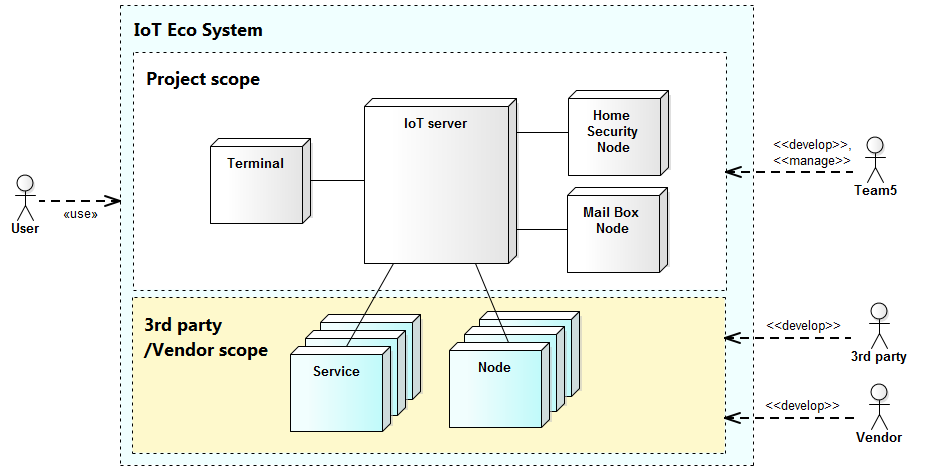 IoT Eco System
Project scope
IoT server
Home
Security
Node
Terminal
Mail Box
Node
<<develop>>,
<<manage>>
Team5
«use»
User
3rd party
/Vendor scope
Service
Node
<<develop>>
3rd party
<<develop>>
Vendor